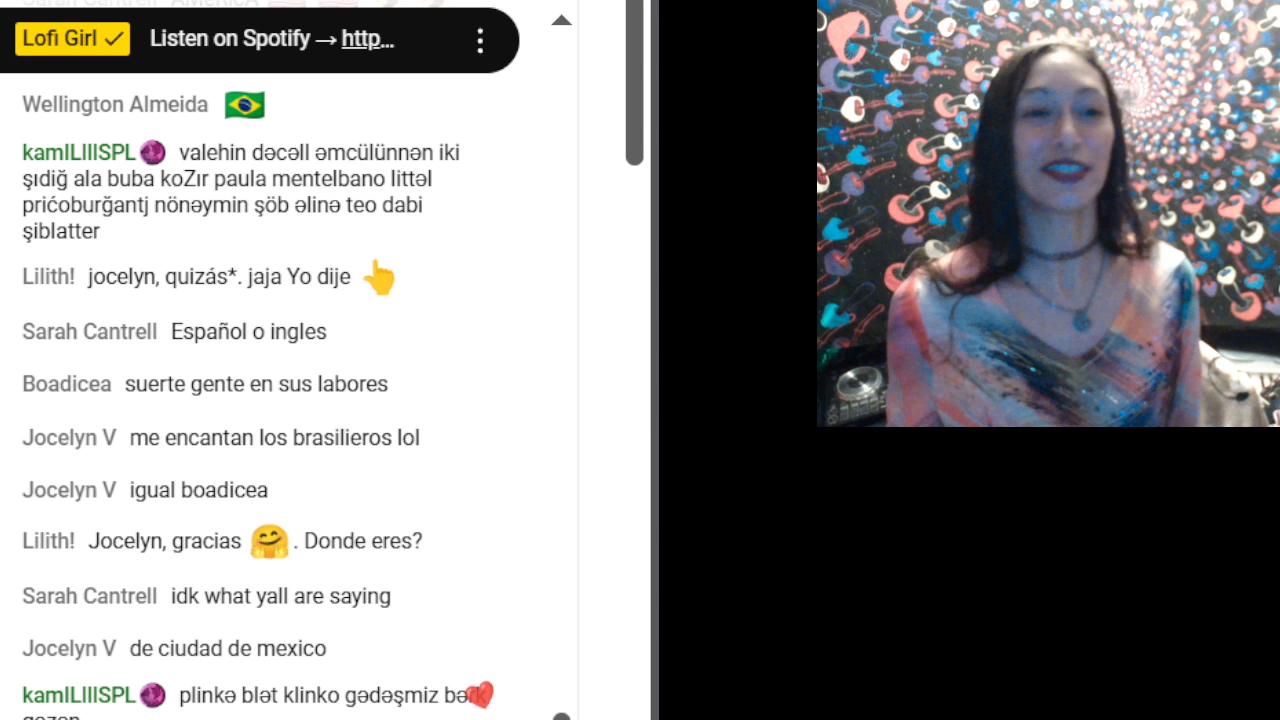 Lofi Girl ✓ Listen on Spotify → http...
Wellington Almeida 🇧🇷
kamILIIISPL valehin dəcəll əmcülünnən iki
şıdiğ ala buba koZır paula mentelbano littəl
prićoburğantj nönəymin şöb əlinə teo dabi
şiblatter
Lilith! jocelyn, quizás*. jaja Yo dije 👆
Sarah Cantrell Español o ingles
Boadicea suerte gente en sus labores
Jocelyn V me encantan los brasilieros lol
Jocelyn V igual boadicea
Lilith! Jocelyn, gracias 🤗. Donde eres?
Sarah Cantrell idk what yall are saying
Jocelyn V de ciudad de mexico
kamILIIISPL plinkə blət klinko gədəşmiz